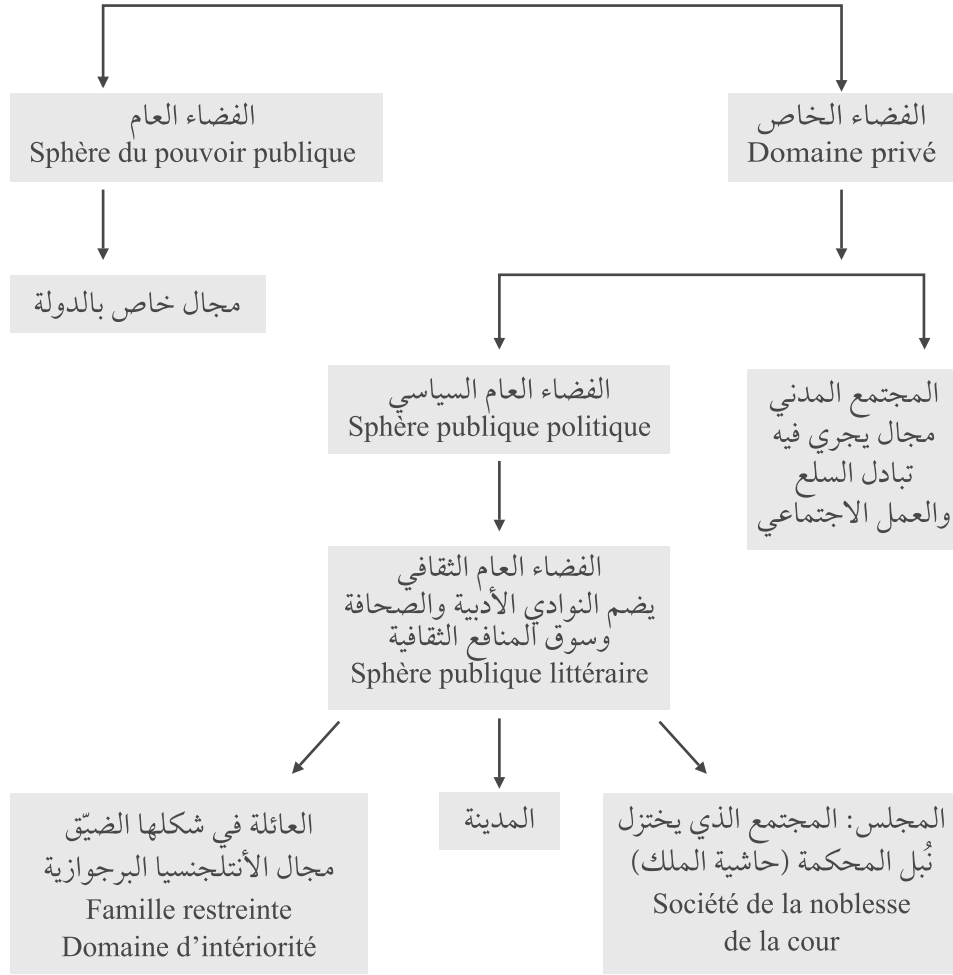 الفضاء الخاص
Domaine privé
الفضاء العام
Sphère du pouvoir publique
مجال خاص بالدولة
المجتمع المدني
مجال يجري فيه
تبادل السلع
والعمل الاجتماعي
الفضاء العام السياسي
Sphère publique politique
الفضاء العام الثقافي
يضم النوادي الأدبية والصحافة
وسوق المنافع الثقافية
Sphère publique littéraire
المجلس: المجتمع الذي يختزل
نُبل المحكمة (حاشية الملك)
Société de la noblesse
de la cour
المدينة
العائلة في شكلها الضيّق
مجال الأنتلجنسيا البرجوازية
Famille restreinte
Domaine d’intériorité